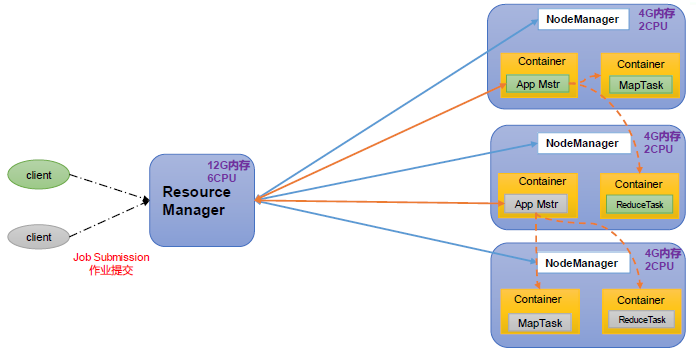 client
client
Job Submission
作业提交
12G内存
6CPU
Resource
Manager
NodeManager
4G内存
2CPU
Container
App Mstr
Container
MapTask
NodeManager
4G内存
2CPU
Container
App Mstr
Container
ReduceTask
NodeManager
4G内存
2CPU
Container
MapTask
Container
ReduceTask